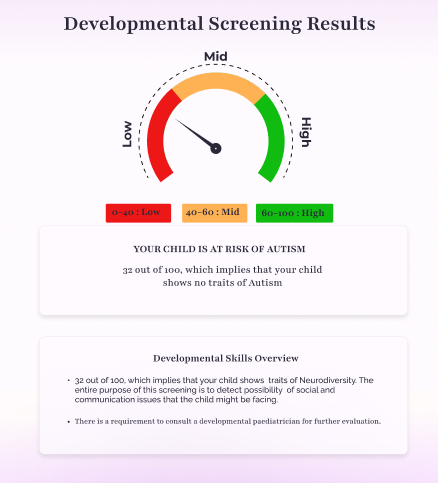 Developmental Screening Results
Mid
Low
High
0-40 : Low
40-60 : Mid
60-100 : High
YOUR CHILD IS AT RISK OF AUTISM
32 out of 100, which implies that your child
shows no traits of Autism
Developmental Skills Overview
• 32 out of 100, which implies that your child shows traits of Neurodiversity. The
entire purpose of this screening is to detect possibility of social and
communication issues that the child might be facing.
• There is a requirement to consult a developmental paediatrician for further evaluation.